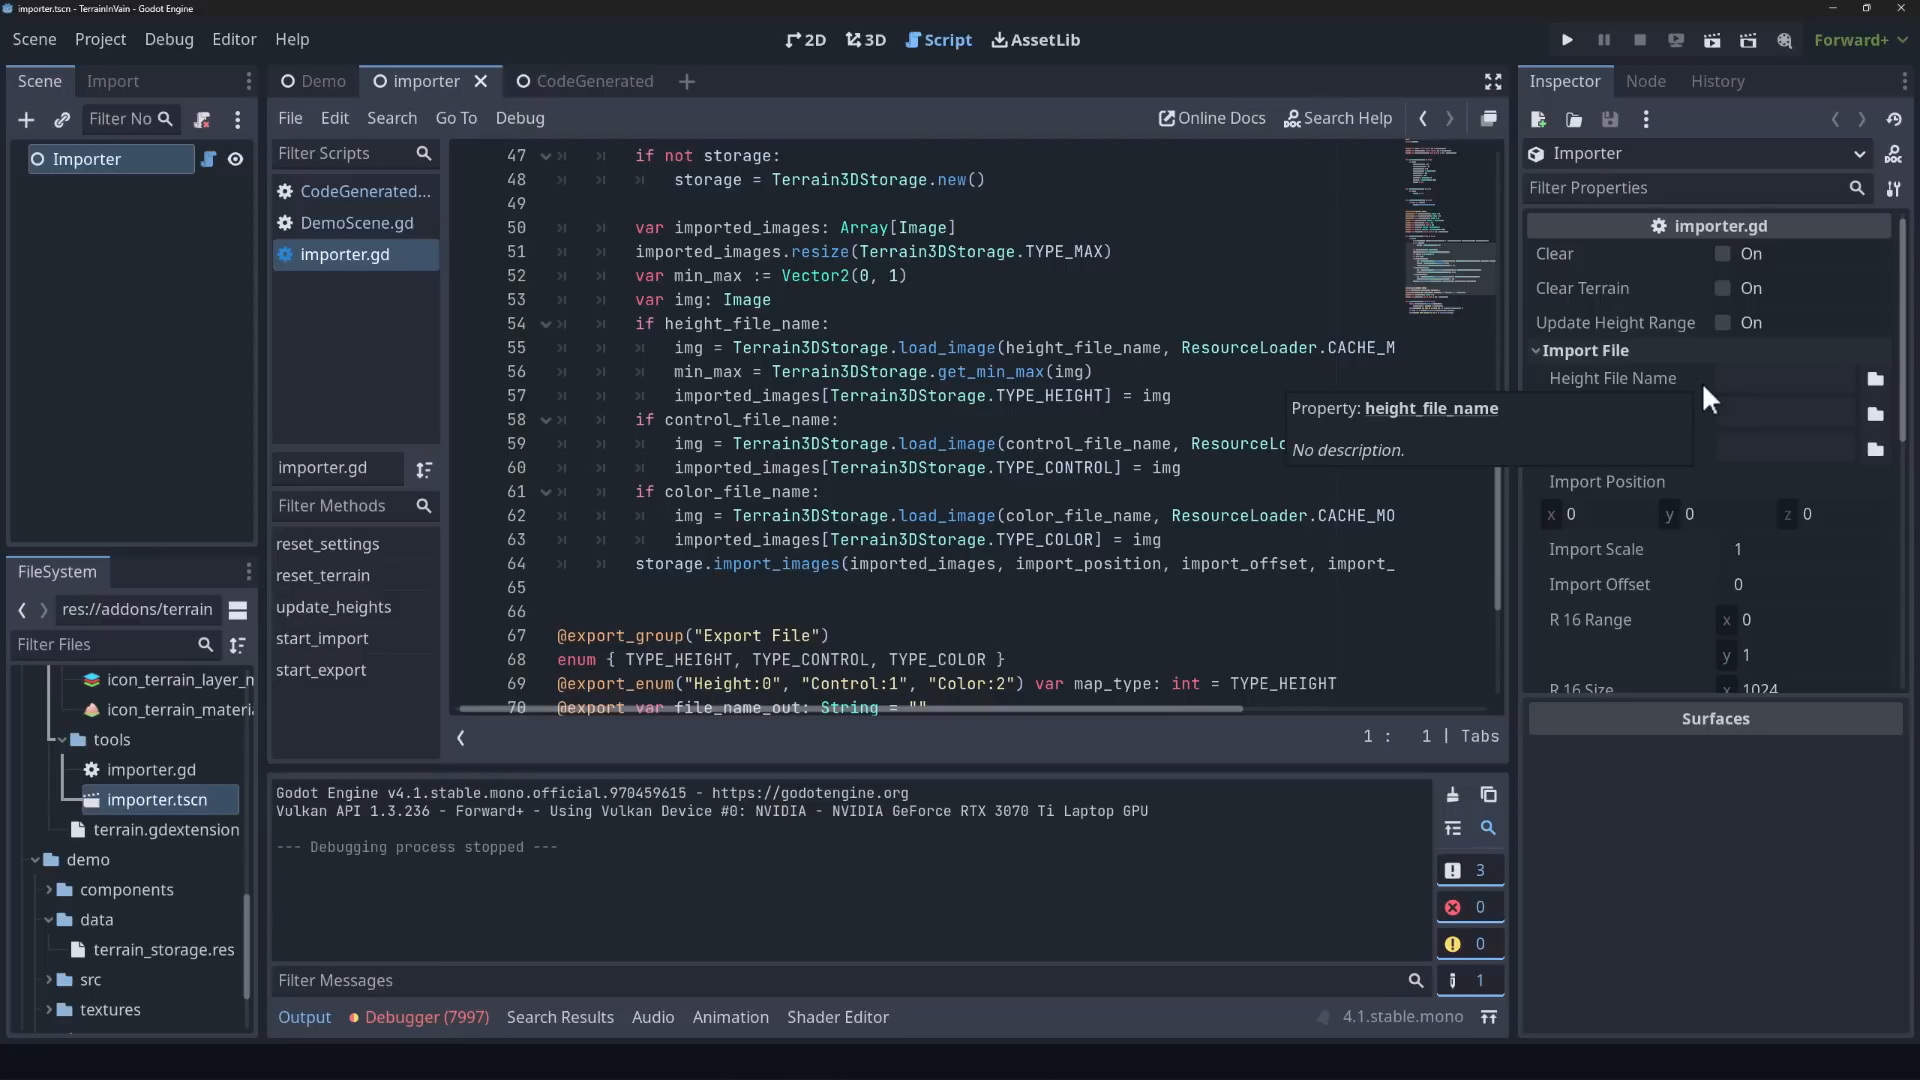 importer.tscn - TerrainInVain - Godot Engine
Scene Project Debug Editor Help
2D 3D Script AssetLib
Forward+
Scene Import
Filter No
Importer
Demo importer CodeGenerated
File Edit Search Go To Debug
Online Docs Search Help
Filter Scripts
CodeGenerated...
DemoScene.gd
importer.gd
importer.gd
Filter Methods
reset_settings
reset_terrain
update_heights
start_import
start_export
47 if not storage:
48 storage = Terrain3DStorage.new()
49
50 var imported_images: Array[Image]
51 imported_images.resize(Terrain3DStorage.TYPE_MAX)
52 var min_max := Vector2(0, 1)
53 var img: Image
54 if height_file_name:
55 img = Terrain3DStorage.load_image(height_file_name, ResourceLoader.CACHE_M
56 min_max = Terrain3DStorage.get_min_max(img)
57 imported_images[Terrain3DStorage.TYPE_HEIGHT] = img
58 if control_file_name:
59 img = Terrain3DStorage.load_image(control_file_name, ResourceLo
60 imported_images[Terrain3DStorage.TYPE_CONTROL] = img
61 if color_file_name:
62 img = Terrain3DStorage.load_image(color_file_name, ResourceLoader.CACHE_MO
63 imported_images[Terrain3DStorage.TYPE_COLOR] = img
64 storage.import_images(imported_images, import_position, import_offset, import_
65
66
67 @export_group("Export File")
68 enum { TYPE_HEIGHT, TYPE_CONTROL, TYPE_COLOR }
69 @export_enum("Height:0", "Control:1", "Color:2") var map_type: int = TYPE_HEIGHT
70 @export var file_name_out: String = ""
1 : 1 | Tabs
Property: height_file_name
No description.
FileSystem
res://addons/terrain
Filter Files
icon_terrain_layer_m
icon_terrain_materia
tools
importer.gd
importer.tscn
terrain.gdextension
demo
components
data
terrain_storage.res
src
textures
Godot Engine v4.1.stable.mono.official.970459615 - https://godotengine.org
Vulkan API 1.3.236 - Forward+ - Using Vulkan Device #0: NVIDIA - NVIDIA GeForce RTX 3070 Ti Laptop GPU
--- Debugging process stopped ---
3
0
0
1
Filter Messages
Output Debugger (7997) Search Results Audio Animation Shader Editor
4.1.stable.mono
Inspector Node History
Importer
Filter Properties
importer.gd
Clear On
Clear Terrain On
Update Height Range On
Import File
Height File Name
Import Position
x 0 y 0 z 0
Import Scale 1
Import Offset 0
R 16 Range x 0
y 1
R 16 Size x 1024
Surfaces